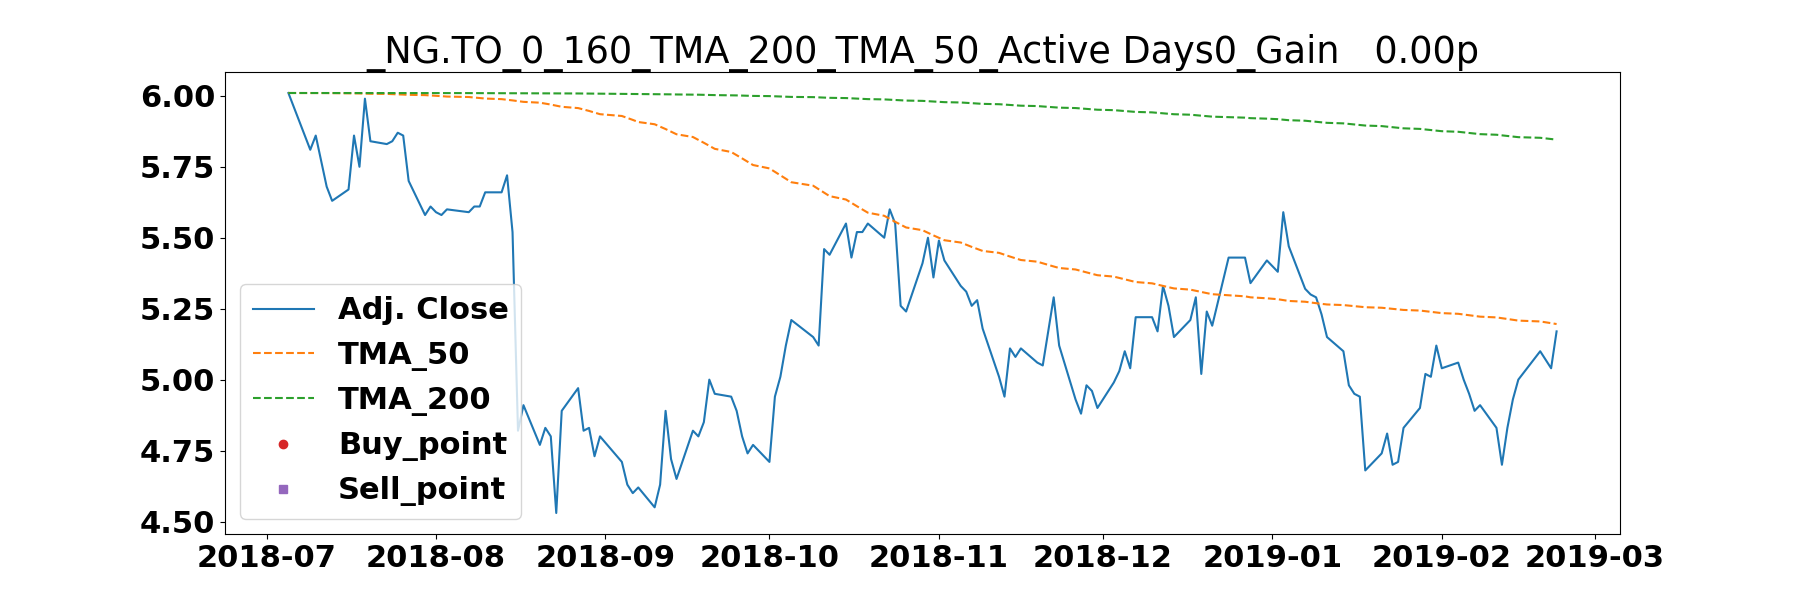 _NG.TO_0_160_TMA_200_TMA_50_Active Days0_Gain   0.00p
6.00
5.75
5.50
5.25
5.00
4.75
4.50
Adj. Close
TMA_50
TMA_200
Buy_point
Sell_point
2018-07 2018-08 2018-09 2018-10 2018-11 2018-12 2019-01 2019-02 2019-03